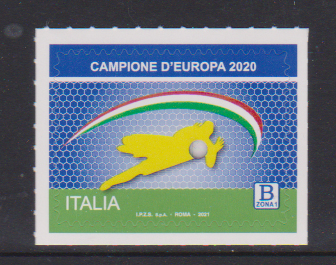 CAMPIONE D'EUROPA 2020
ITALIA
B
ZONA 1
I.P.Z.S. S.p.A. - ROMA - 2021